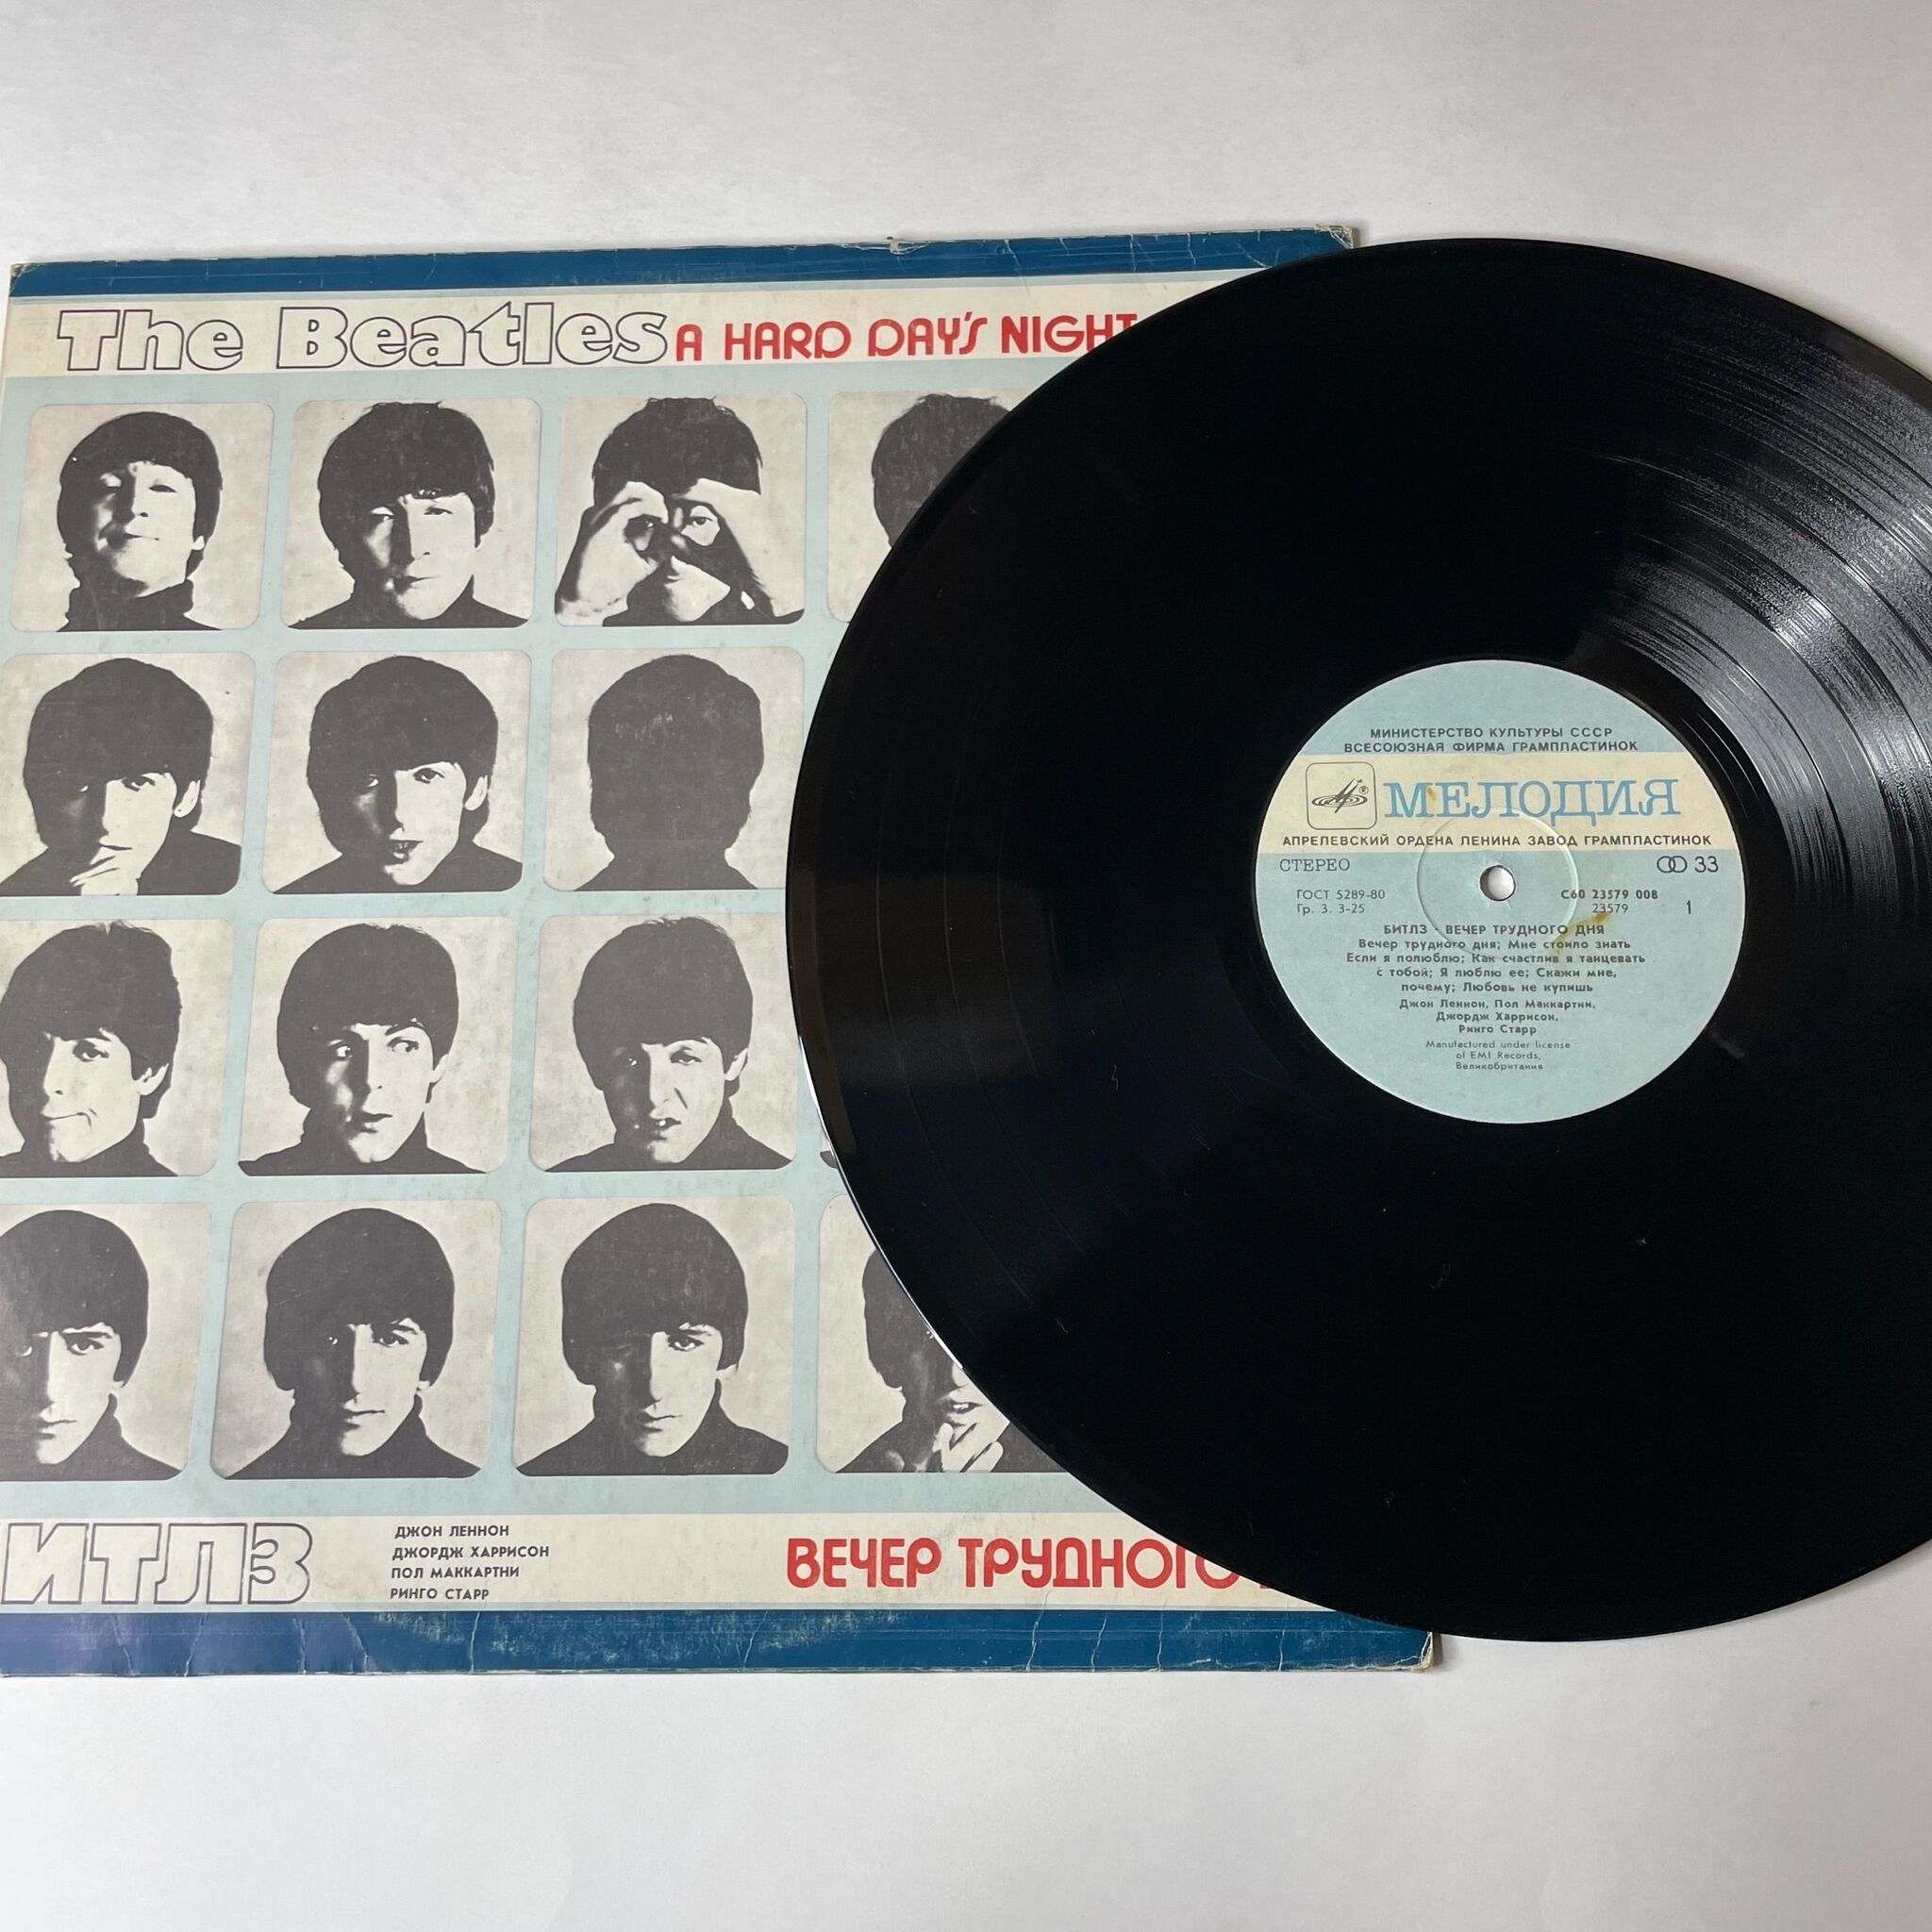 The Beatles A HARD DAY'S NIGHT
МИНИСТЕРСТВО КУЛЬТУРЫ СССР
ВСЕСОЮЗНАЯ ФИРМА ГРАМПЛАСТИНОК
МЕЛОДИЯ
АПРЕЛЕВСКИЙ ОРДЕНА ЛЕНИНА ЗАВОД ГРАМПЛАСТИНОК
СТЕРЕО 33
ГОСТ 5289-80 С60 23579 008
Гр. 3. 3-25 23579 1
БИТЛЗ · ВЕЧЕР ТРУДНОГО ДНЯ
Вечер трудного дня; Мне стоило знать
Если я полюблю; Как счастлив я танцевать
с тобой; Я люблю ее; Скажи мне,
почему; Любовь не купишь
Джон Леннон, Пол Маккартни,
Джордж Харрисон,
Ринго Старр
Manufactured under license
of EMI Records,
Великобритания
ИТЛЗ
ДЖОН ЛЕННОН
ДЖОРДЖ ХАРРИСОН
ПОЛ МАККАРТНИ
РИНГО СТАРР
ВЕЧЕР ТРУДНОГО